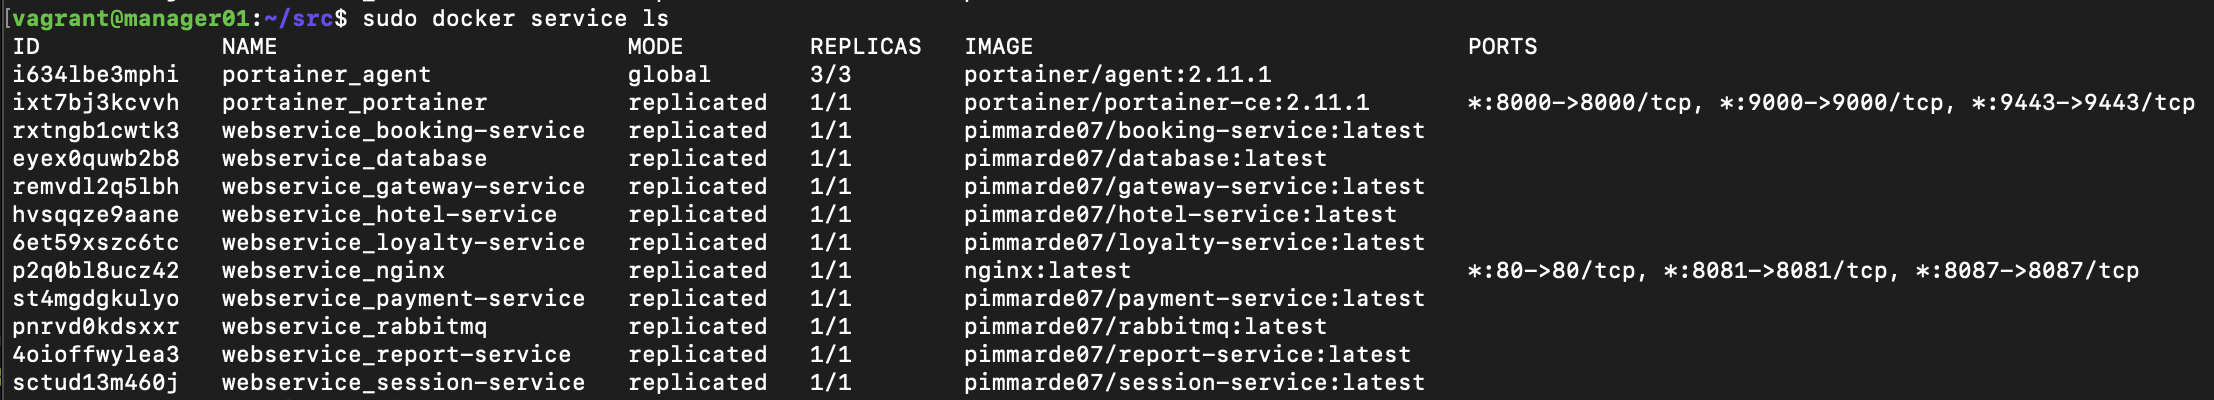 [vagrant@manager01:~/src$ sudo docker service ls
ID NAME MODE REPLICAS IMAGE PORTS
i634lbe3mphi portainer_agent global 3/3 portainer/agent:2.11.1
ixt7bj3kcvvh portainer_portainer replicated 1/1 portainer/portainer-ce:2.11.1 *:8000->8000/tcp, *:9000->9000/tcp, *:9443->9443/tcp
rxtngb1cwtk3 webservice_booking-service replicated 1/1 pimmarde07/booking-service:latest
eyex0quwb2b8 webservice_database replicated 1/1 pimmarde07/database:latest
remvdl2q5lbh webservice_gateway-service replicated 1/1 pimmarde07/gateway-service:latest
hvsqqze9aane webservice_hotel-service replicated 1/1 pimmarde07/hotel-service:latest
6et59xszc6tc webservice_loyalty-service replicated 1/1 pimmarde07/loyalty-service:latest
p2q0bl8ucz42 webservice_nginx replicated 1/1 nginx:latest *:80->80/tcp, *:8081->8081/tcp, *:8087->8087/tcp
st4mgdgkulyo webservice_payment-service replicated 1/1 pimmarde07/payment-service:latest
pnrvd0kdsxxr webservice_rabbitmq replicated 1/1 pimmarde07/rabbitmq:latest
4oioffwylea3 webservice_report-service replicated 1/1 pimmarde07/report-service:latest
sctud13m460j webservice_session-service replicated 1/1 pimmarde07/session-service:latest